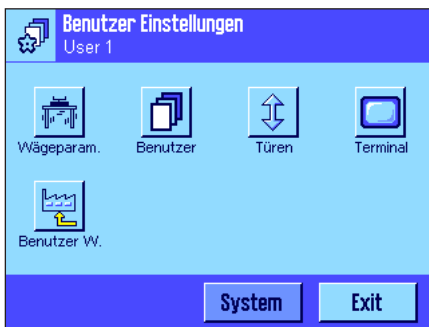 Benutzer Einstellungen
User 1
Wägeparam. Benutzer Türen Terminal
Benutzer W.
System Exit